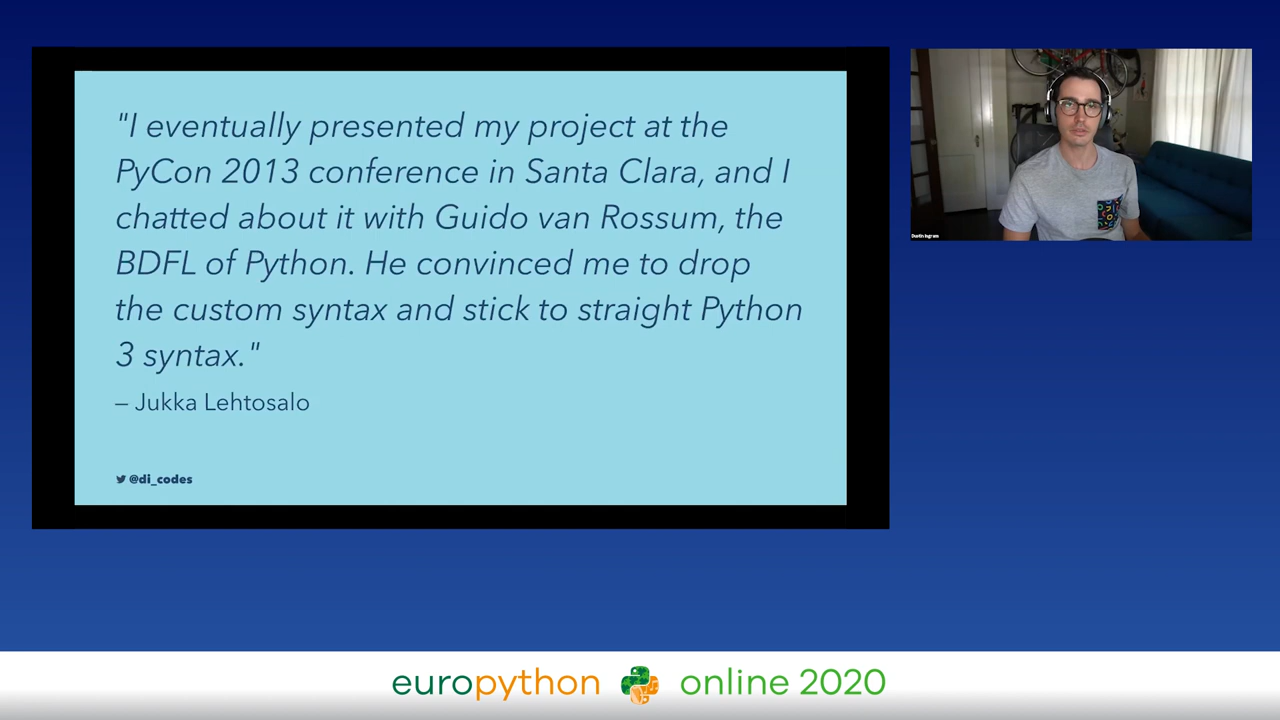 "I eventually presented my project at the
PyCon 2013 conference in Santa Clara, and I
chatted about it with Guido van Rossum, the
BDFL of Python. He convinced me to drop
the custom syntax and stick to straight Python
3 syntax."
– Jukka Lehtosalo
@di_codes
Dustin Ingram
europython online 2020